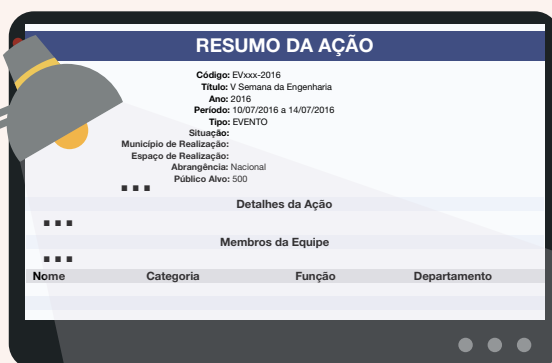 RESUMO DA AÇÃO
Código: EVxxx-2016
Título: V Semana da Engenharia
Ano: 2016
Período: 10/07/2016 a 14/07/2016
Tipo: EVENTO
Situação:
Município de Realização:
Espaço de Realização:
Abrangência: Nacional
Público Alvo: 500
...
Detalhes da Ação
...
Membros da Equipe
...
Nome Categoria Função Departamento